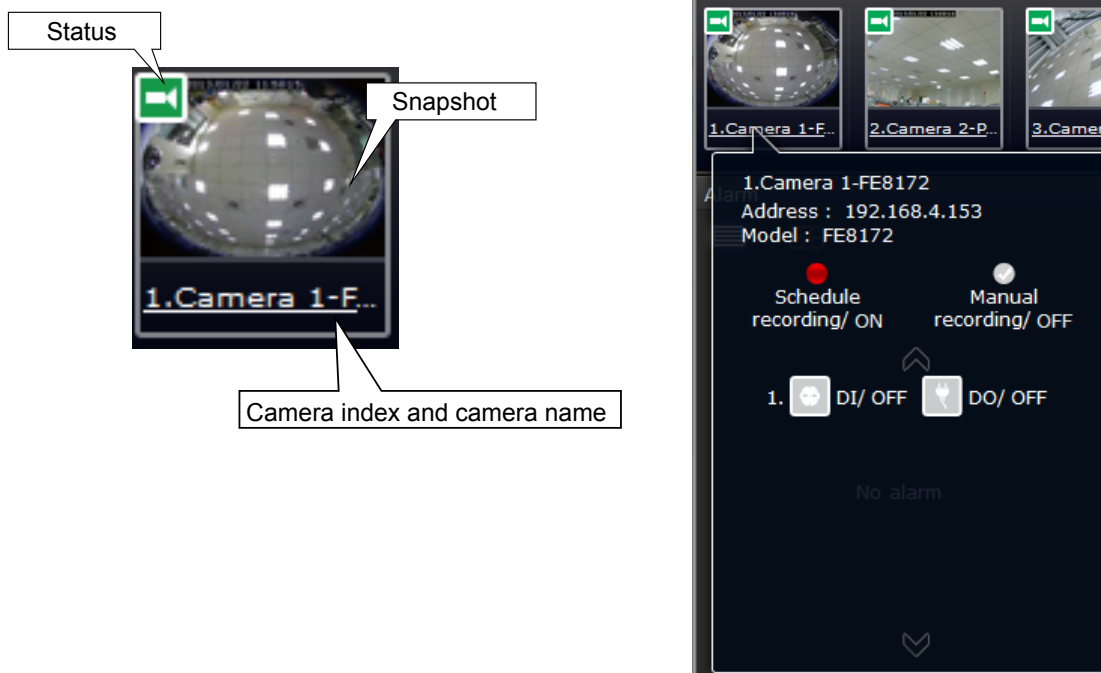 Status
Snapshot
1.Camera 1-F...
Camera index and camera name
1.Camera 1-F...
2.Camera 2-P...
3.Camer
1.Camera 1-FE8172
Alarm
Address : 192.168.4.153
Model : FE8172
Schedule
recording/ ON
Manual
recording/ OFF
1. DI/ OFF DO/ OFF
No alarm